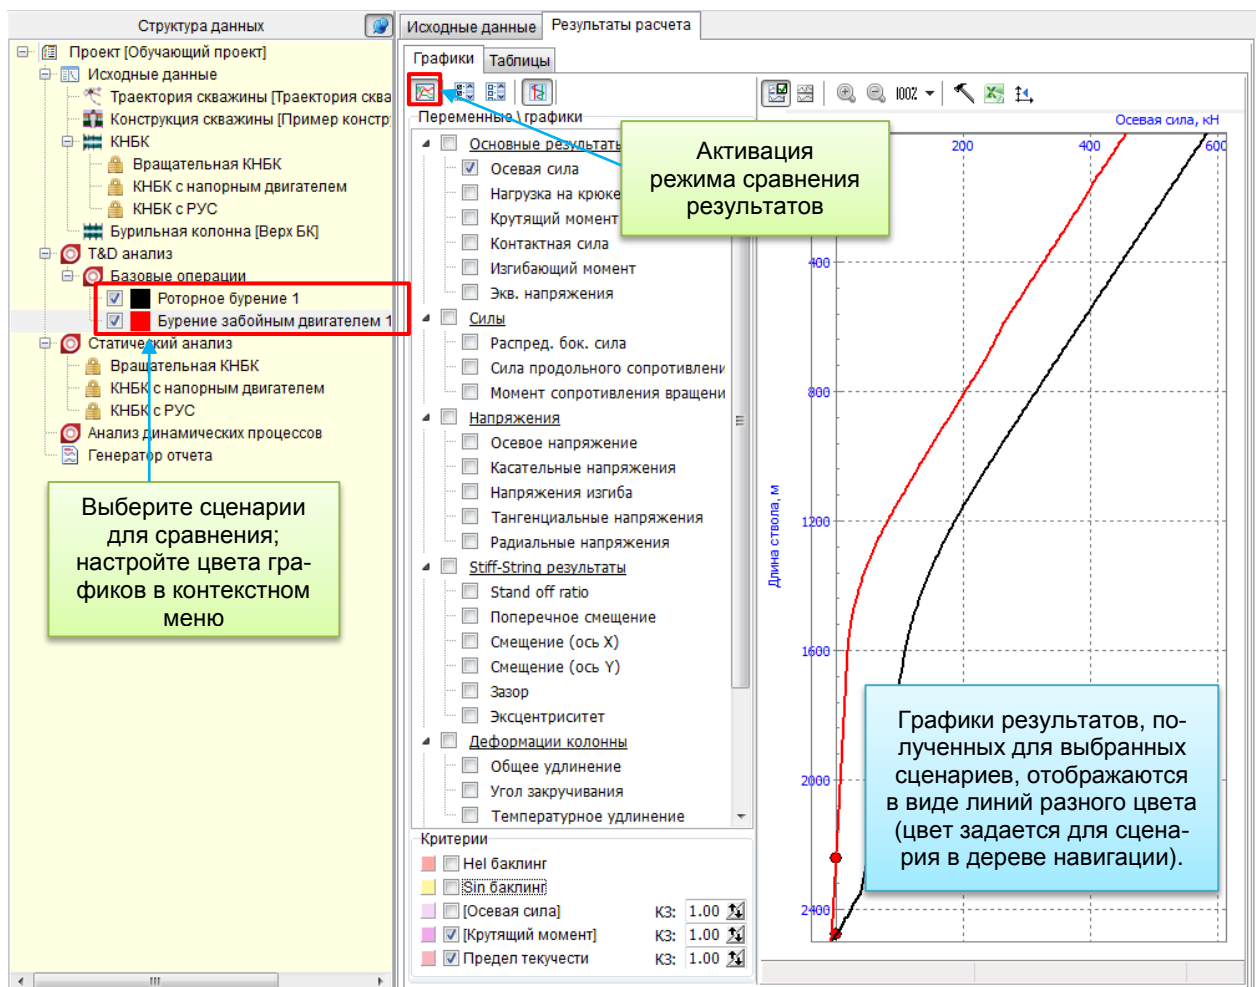 Структура данных
Проект [Обучающий проект]
Исходные данные
Траектория скважины [Траектория сква
Конструкция скважины [Пример констр
КНБК
Вращательная КНБК
КНБК с напорным двигателем
КНБК с РУС
Бурильная колонна [Верх БК]
T&D анализ
Базовые операции
Роторное бурение 1
Бурение забойным двигателем 1
Статический анализ
Вращательная КНБК
КНБК с напорным двигателем
КНБК с РУС
Анализ динамических процессов
Генератор отчета
Выберите сценарии
для сравнения;
настройте цвета гра-
фиков в контекстном
меню
Исходные данные Результаты расчета
Графики Таблицы
Переменные \ графики
Основные результаты
Осевая сила
Нагрузка на крюке
Крутящий момент
Контактная сила
Изгибающий момент
Экв. напряжения
Силы
Распред. бок. сила
Сила продольного сопротивлени
Момент сопротивления вращени
Напряжения
Осевое напряжение
Касательные напряжения
Напряжения изгиба
Тангенциальные напряжения
Радиальные напряжения
Stiff-String результаты
Stand off ratio
Поперечное смещение
Смещение (ось X)
Смещение (ось Y)
Зазор
Эксцентриситет
Деформации колонны
Общее удлинение
Угол закручивания
Температурное удлинение
Критерии
Hel баклинг
Sin баклинг
[Осевая сила] КЗ: 1.00
[Крутящий момент] КЗ: 1.00
Предел текучести КЗ: 1.00
Активация
режима сравнения
результатов
100%
Осевая сила, кН
200 400 600
400
800
1200
1600
2000
2400
Длина ствола, м
Графики результатов, по-
лученных для выбранных
сценариев, отображаются
в виде линий разного цвета
(цвет задается для сцена-
рия в дереве навигации).